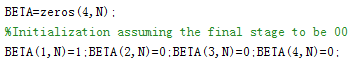 BETA=zeros(4,N);
%Initialization assuming the final stage to be 00
BETA(1,N)=1;BETA(2,N)=0;BETA(3,N)=0;BETA(4,N)=0;